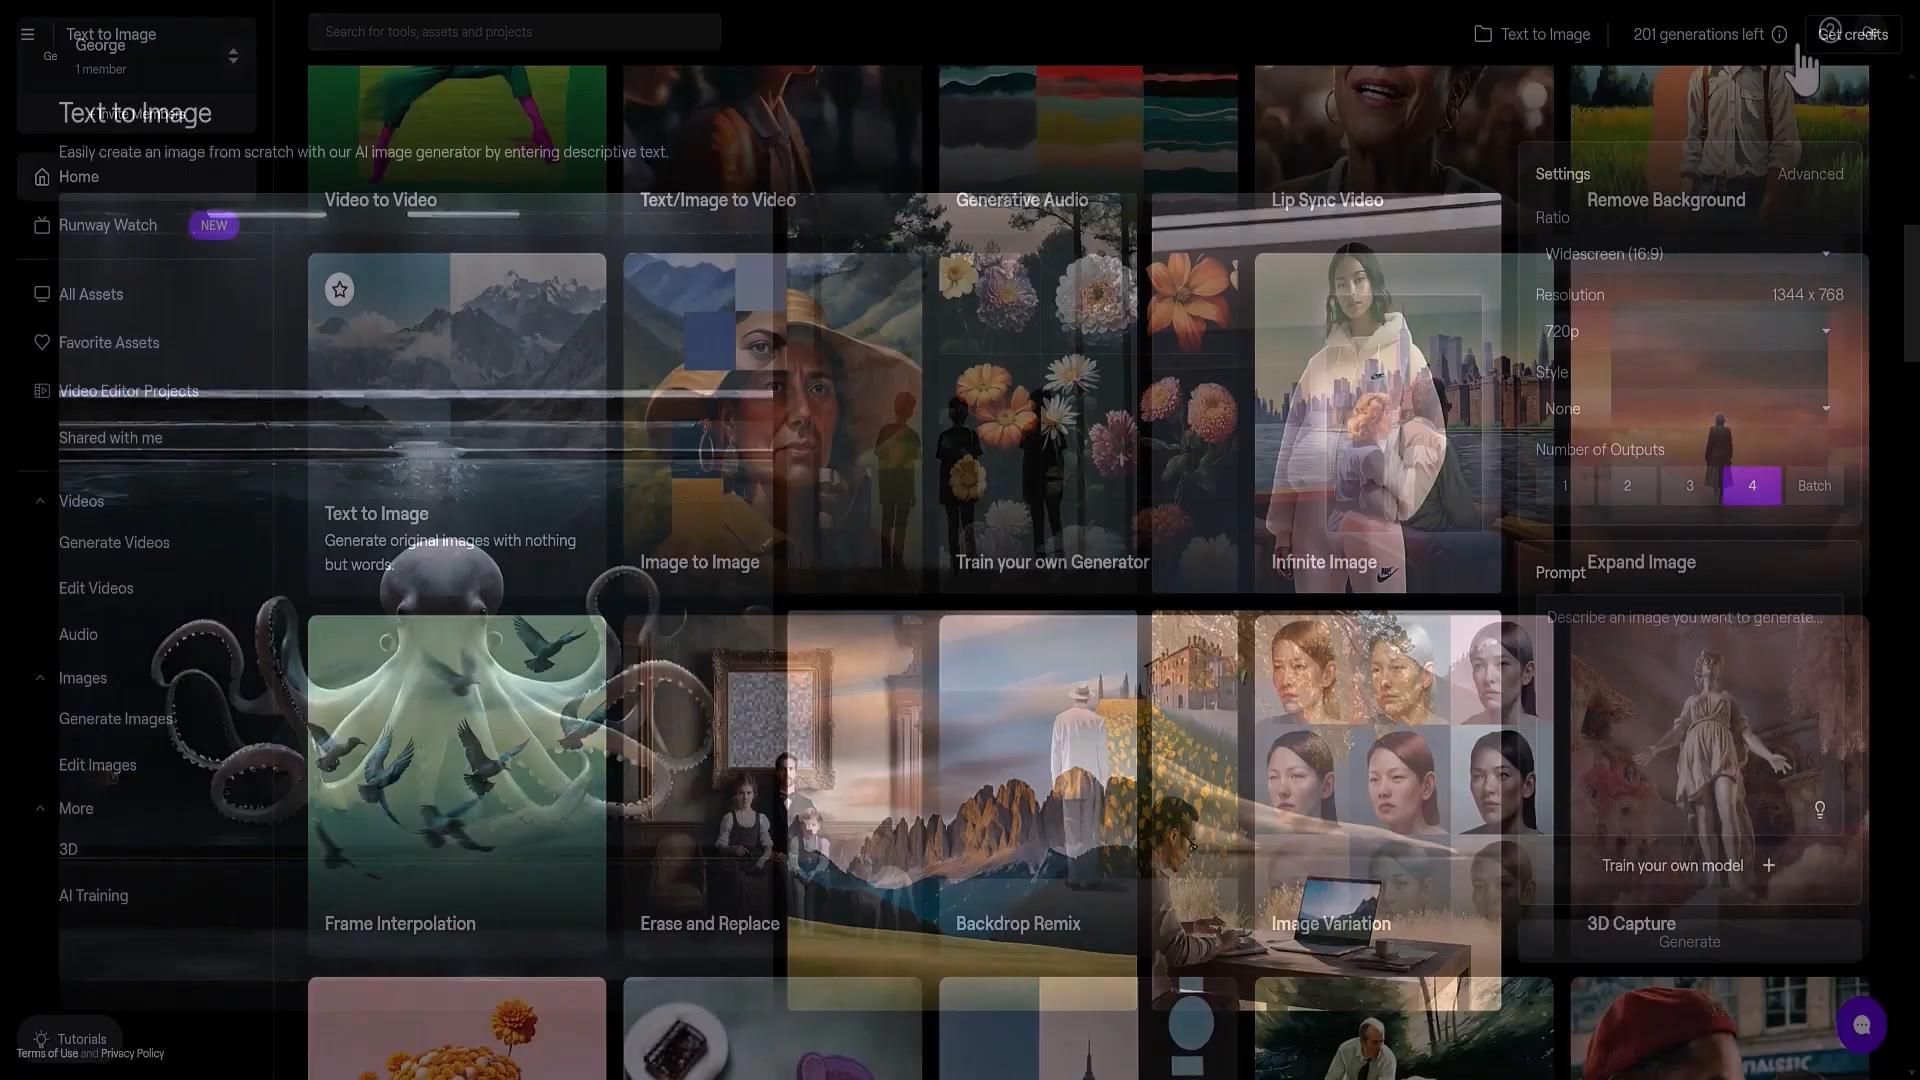 Text to Image
George
Ge
1 member
+ Invite Members
Search for tools, assets and projects
Text to Image
201 generations left
Get credits
Text to Image
Easily create an image from scratch with our AI image generator by entering descriptive text.
Home
Runway Watch
NEW
All Assets
Favorite Assets
Video Editor Projects
Shared with me
Videos
Generate Videos
Edit Videos
Audio
Images
Generate Images
Edit Images
More
3D
AI Training
Tutorials
Terms of Use and Privacy Policy
Video to Video
Text/Image to Video
Generative Audio
Lip Sync Video
Remove Background
Text to Image
Generate original images with nothing
but words.
Image to Image
Train your own Generator
Infinite Image
Expand Image
Frame Interpolation
Erase and Replace
Backdrop Remix
Image Variation
3D Capture
Settings
Advanced
Ratio
Widescreen (16:9)
Resolution
1344 x 768
720p
Style
None
Number of Outputs
1
2
3
4
Batch
Prompt
Describe an image you want to generate...
Train your own model +
Generate